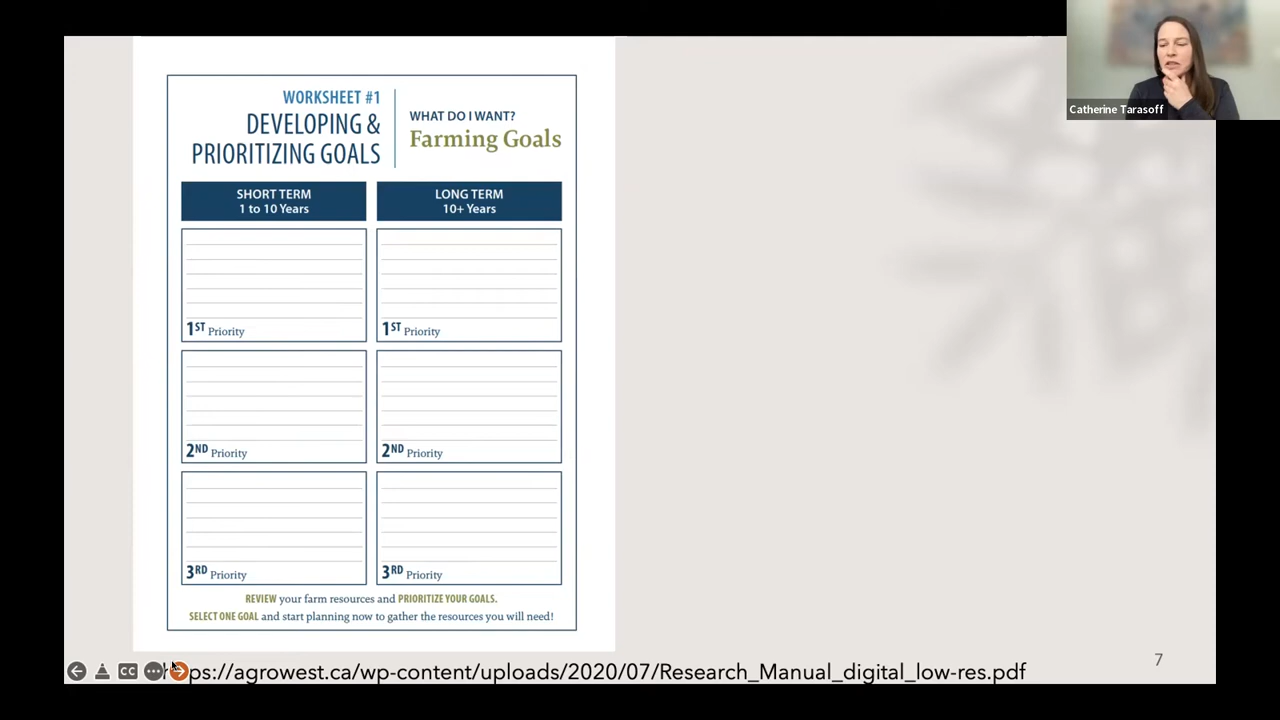 Catherine Tarasoff
WORKSHEET #1
DEVELOPING &
PRIORITIZING GOALS
WHAT DO I WANT?
Farming Goals
SHORT TERM
1 to 10 Years
LONG TERM
10+ Years
1ST Priority
1ST Priority
2ND Priority
2ND Priority
3RD Priority
3RD Priority
REVIEW your farm resources and PRIORITIZE YOUR GOALS.
SELECT ONE GOAL and start planning now to gather the resources you will need!
7
CC
ps://agrowest.ca/wp-content/uploads/2020/07/Research_Manual_digital_low-res.pdf